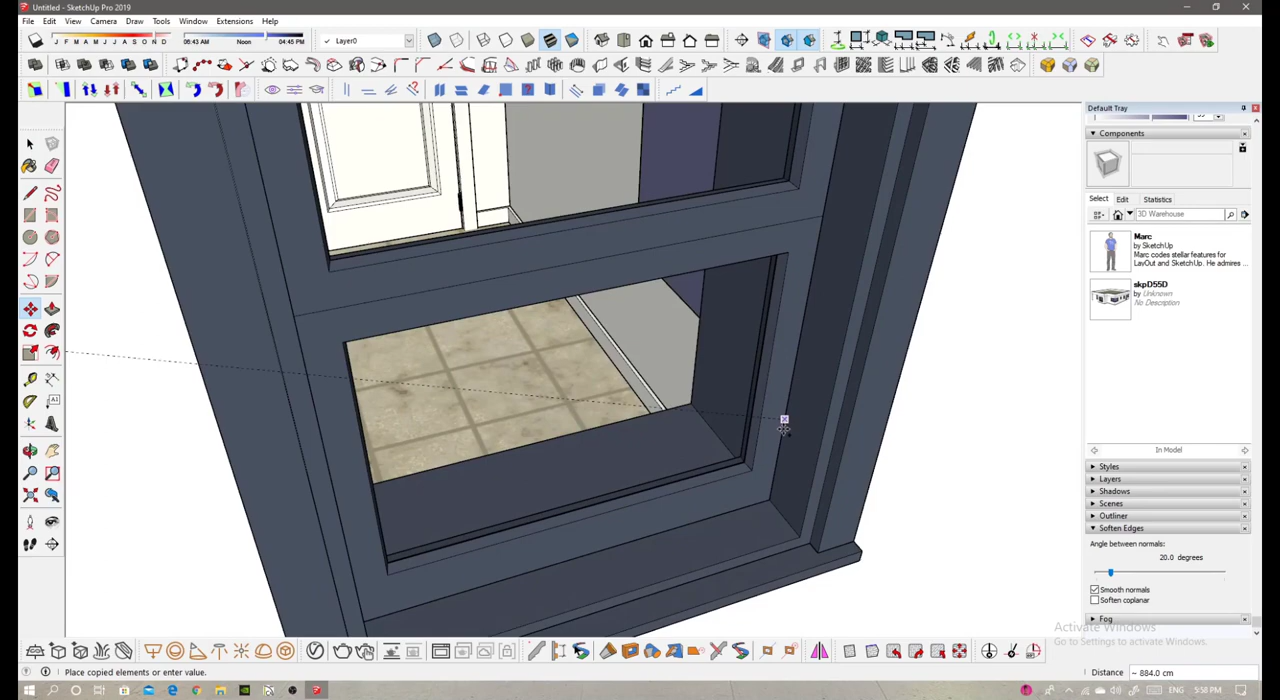 Untitled - SketchUp Pro 2019
File Edit View Camera Draw Tools Window Extensions Help
J F M A M J J A S O N D
06:43 AM Noon 04:45 PM
Layer0
Default Tray
Components
Select Edit Statistics
3D Warehouse
Marc
by SketchUp
Marc codes stellar features for
LayOut and SketchUp. He admires ...
skpD55D
by Unknown
No Description
In Model
Styles
Layers
Shadows
Scenes
Outliner
Soften Edges
Angle between normals:
20.0 degrees
Smooth normals
Soften coplanar
Fog
Activate Windows
Go to Settings to activate Windows.
Place copied elements or enter value.
Distance ~ 884.0 cm
ENG 5:58 PM